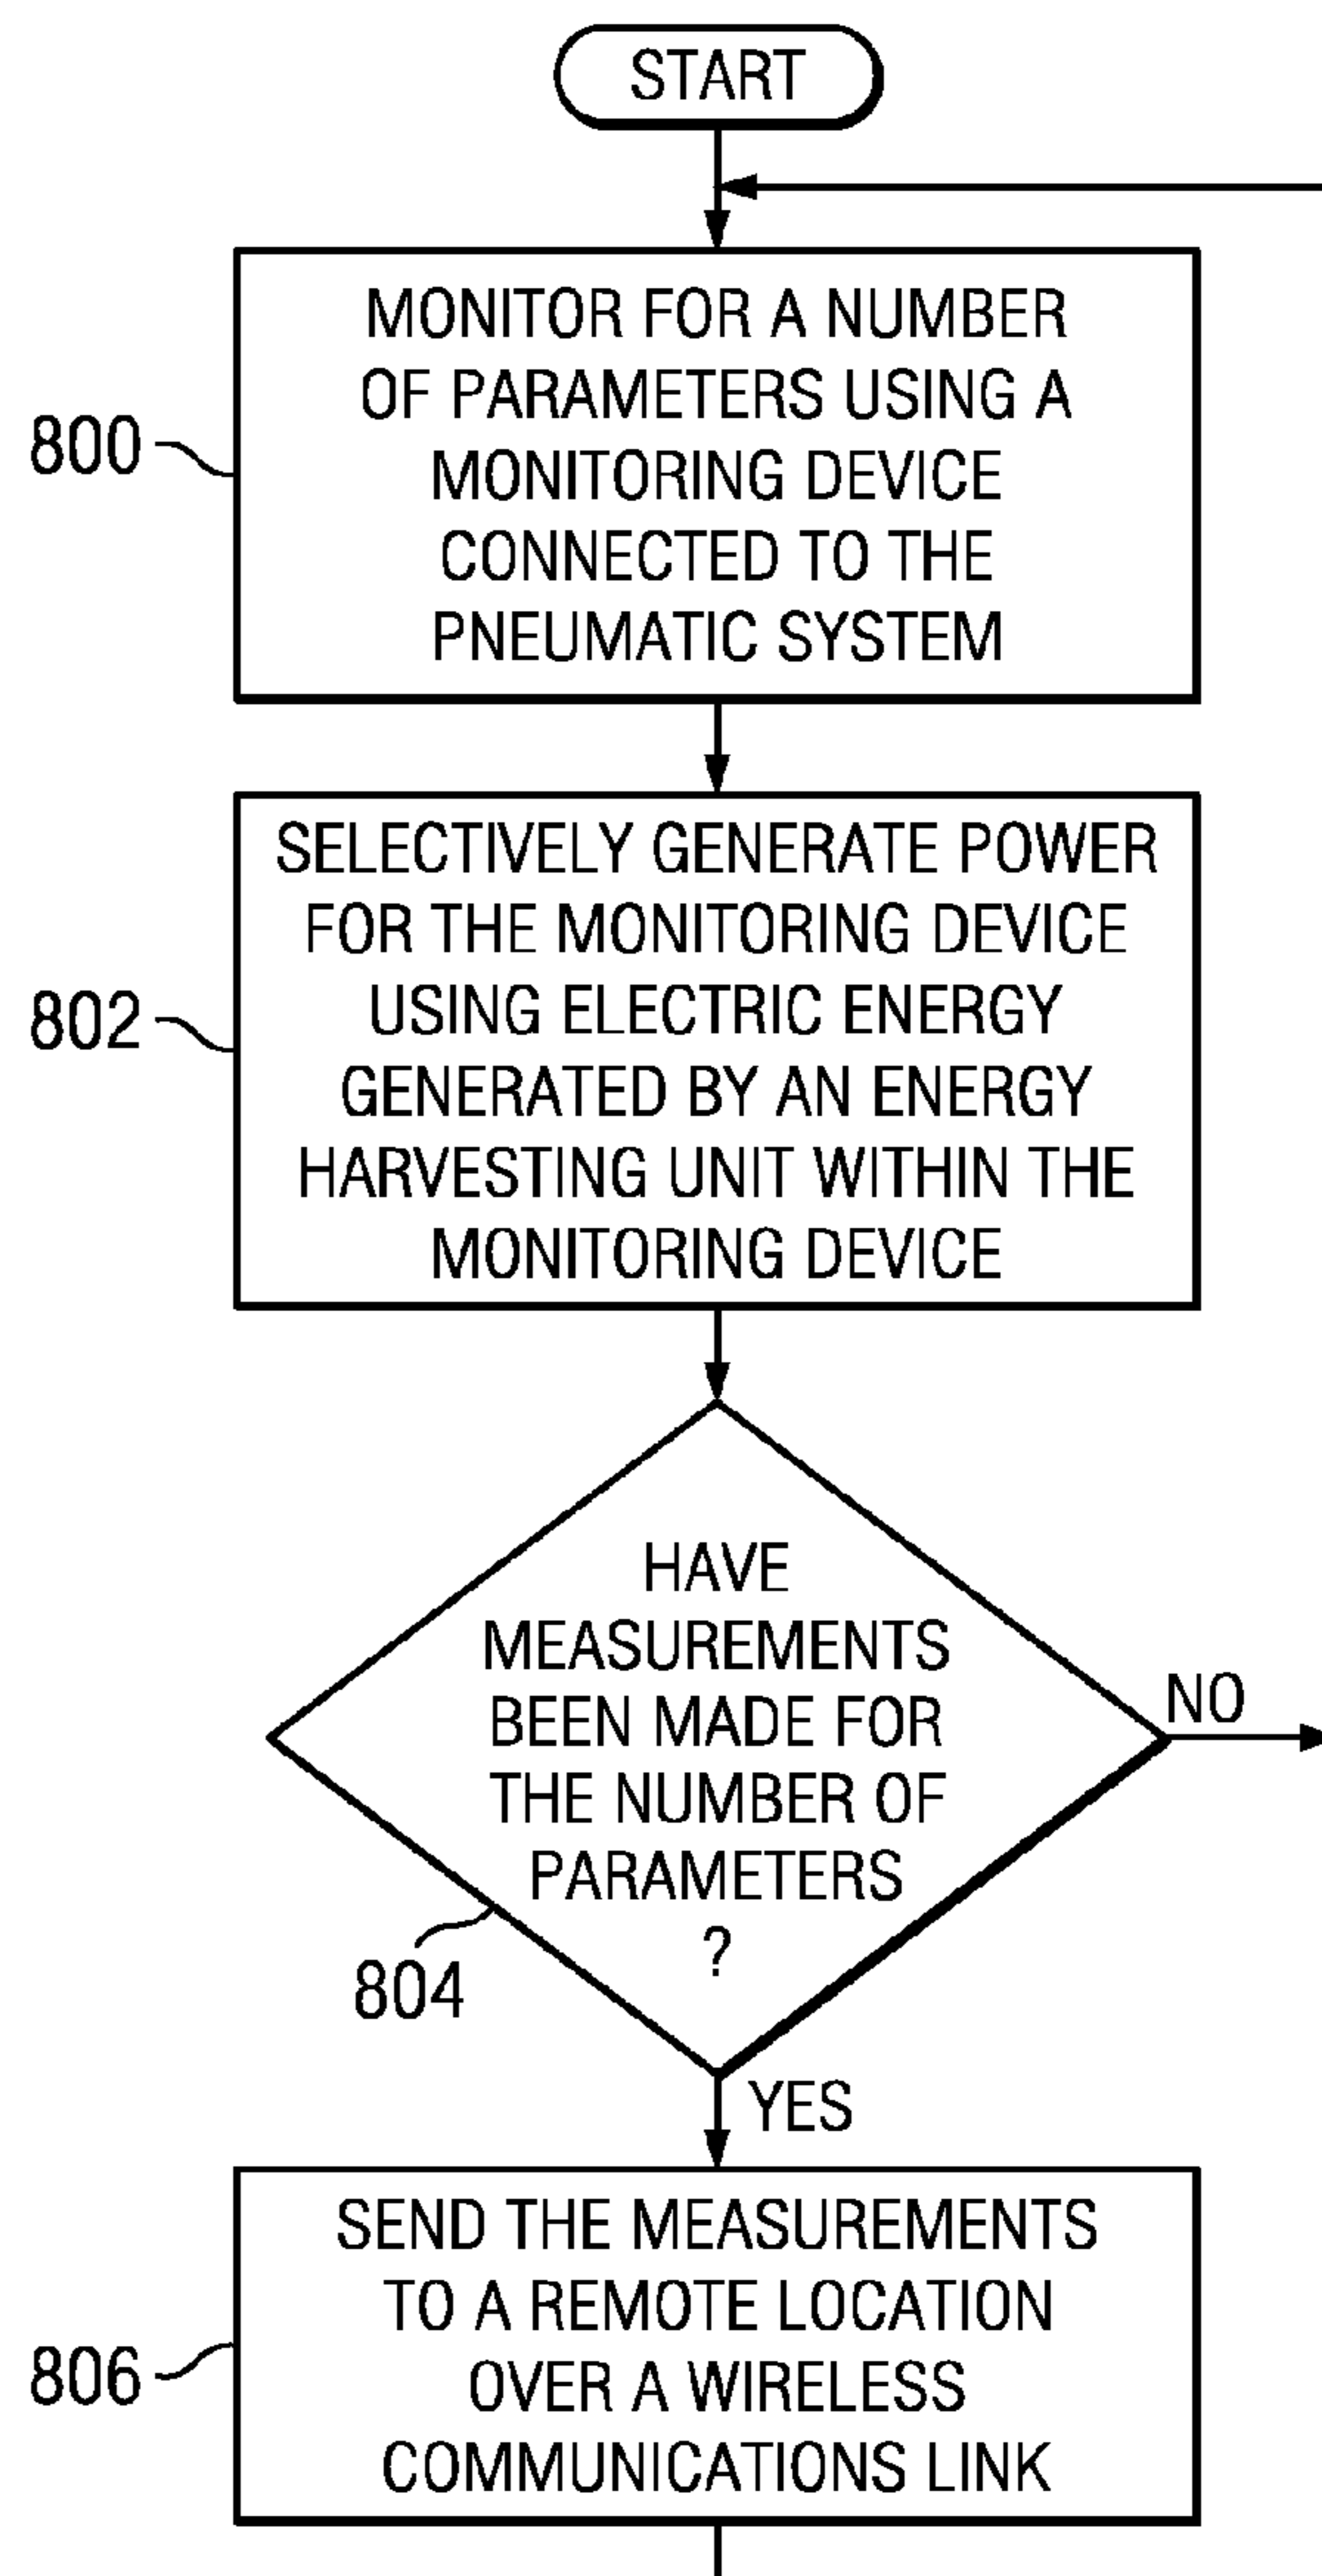 START
MONITOR FOR A NUMBER
OF PARAMETERS USING A
MONITORING DEVICE
CONNECTED TO THE
PNEUMATIC SYSTEM
800
SELECTIVELY GENERATE POWER
FOR THE MONITORING DEVICE
USING ELECTRIC ENERGY
GENERATED BY AN ENERGY
HARVESTING UNIT WITHIN THE
MONITORING DEVICE
802
HAVE
MEASUREMENTS
BEEN MADE FOR
THE NUMBER OF
PARAMETERS
?
NO
804
YES
SEND THE MEASUREMENTS
TO A REMOTE LOCATION
OVER A WIRELESS
COMMUNICATIONS LINK
806